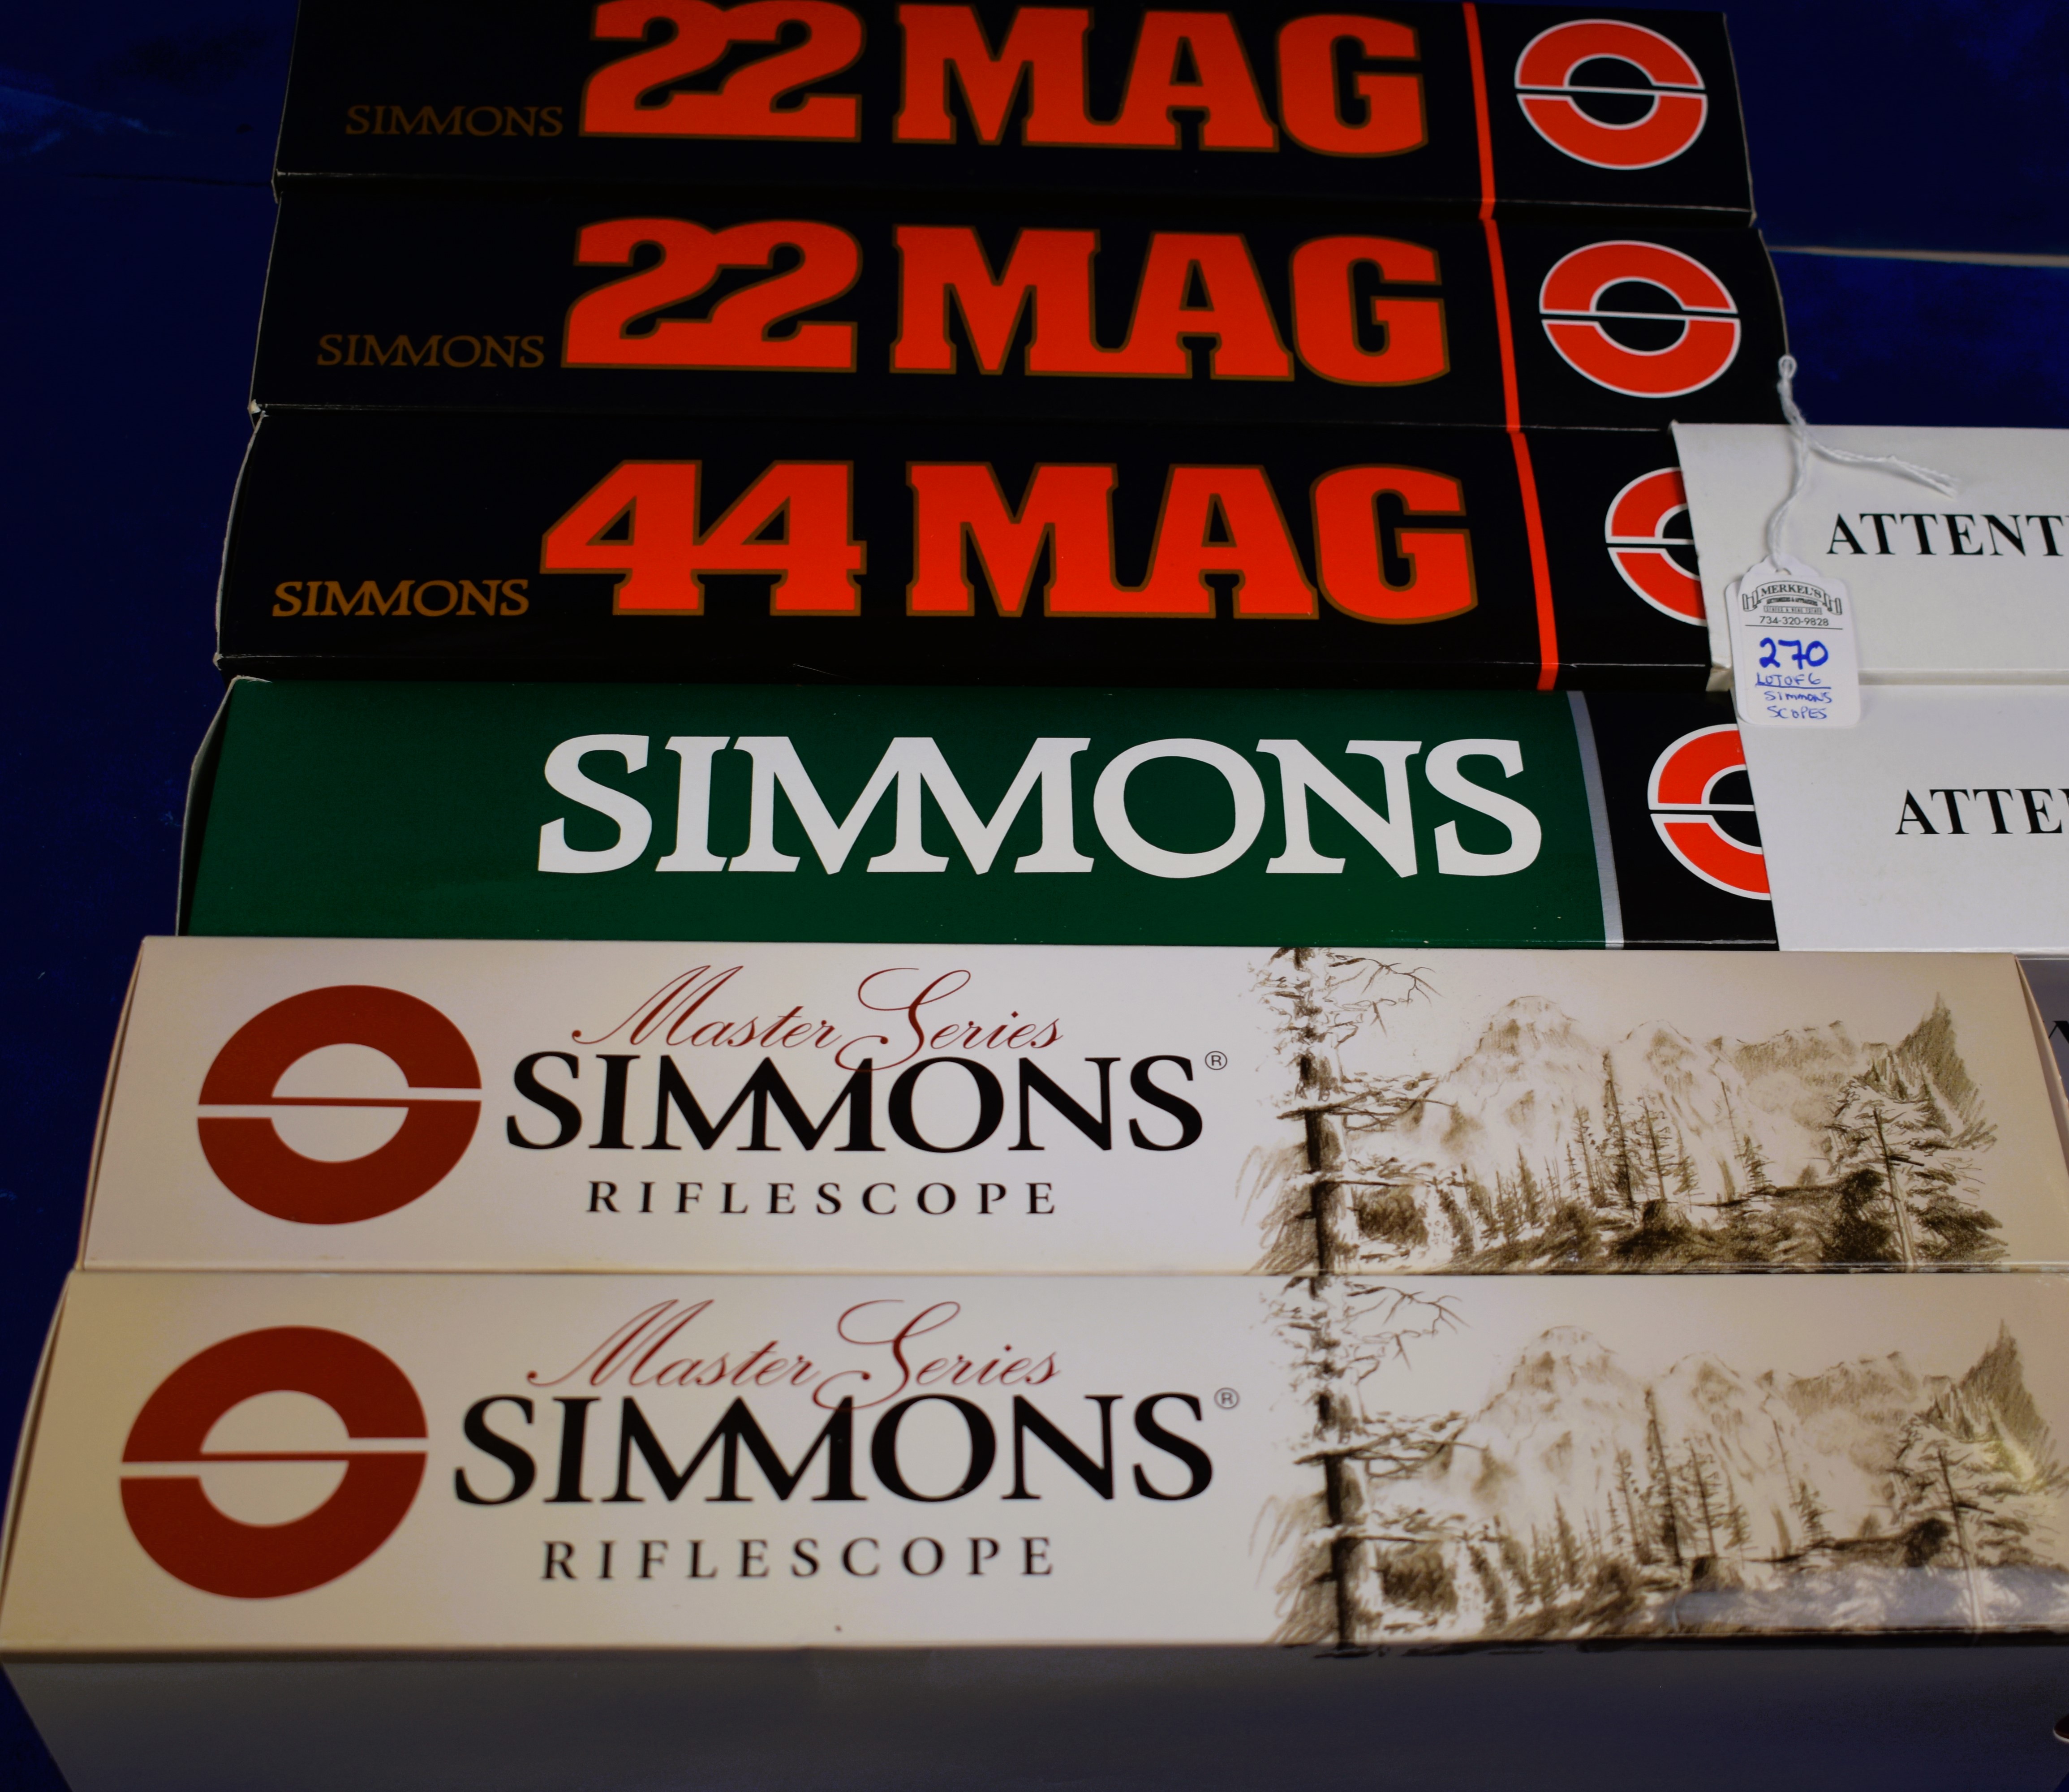 SIMMONS 22 MAG
SIMMONS 22 MAG
SIMMONS 44 MAG
ATTENT
MERKEL'S
734-320-9828
270
LOT OF 6
SIMMONS
SCOPES
SIMMONS
ATTE
Master Series
SIMMONS®
RIFLESCOPE
Master Series
SIMMONS®
RIFLESCOPE